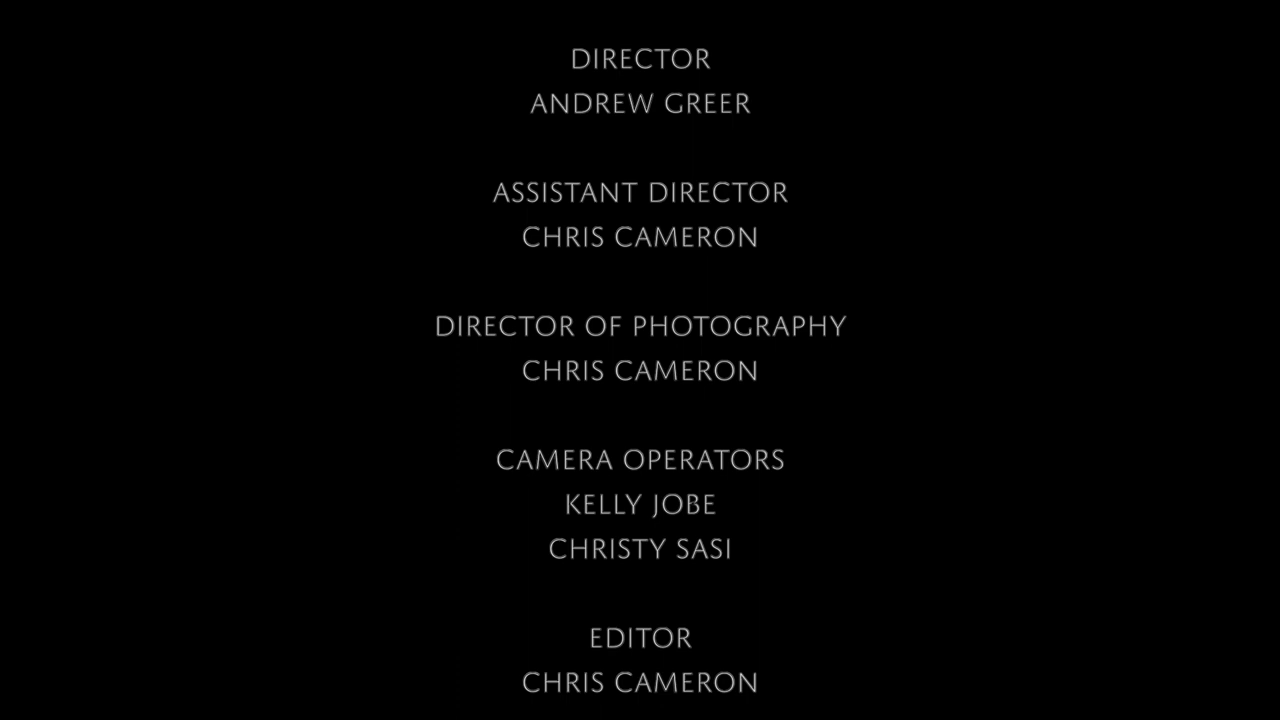 DIRECTOR
ANDREW GREER
ASSISTANT DIRECTOR
CHRIS CAMERON
DIRECTOR OF PHOTOGRAPHY
CHRIS CAMERON
CAMERA OPERATORS
KELLY JOBE
CHRISTY SASI
EDITOR
CHRIS CAMERON